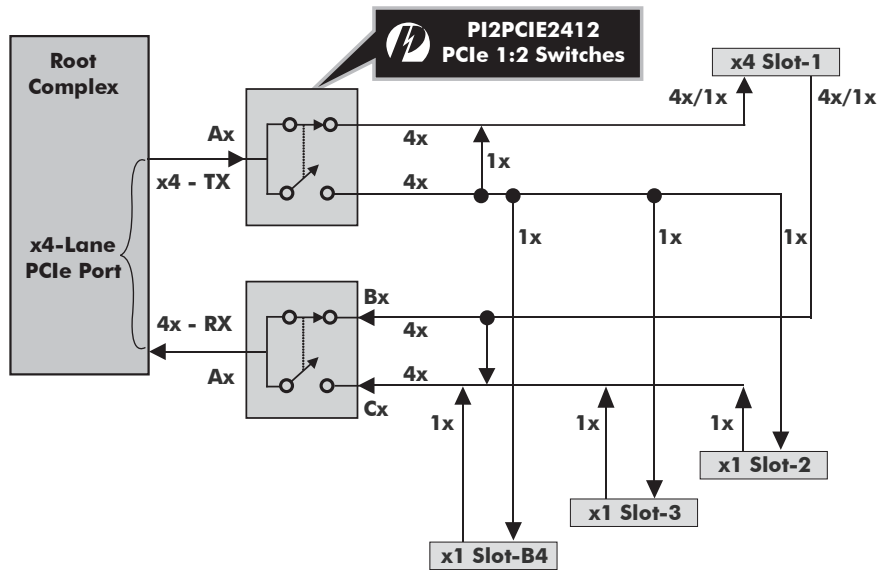 PI2PCIE2412
PCIe 1:2 Switches
Root
Complex
x4 Slot-1
4x/1x
4x/1x
Ax
4x
1x
x4 - TX
4x
1x
1x
1x
x4-Lane
PCIe Port
Bx
4x - RX
4x
Ax
4x
Cx
1x
1x
1x
x1 Slot-2
x1 Slot-3
x1 Slot-B4